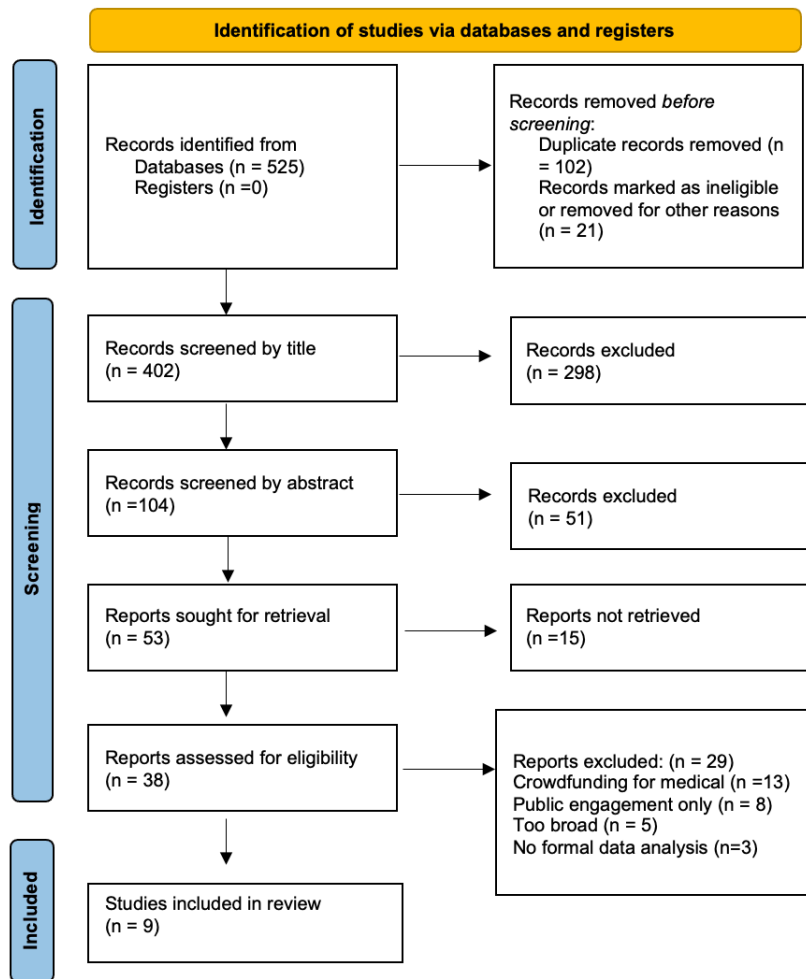 Identification of studies via databases and registers
Identification
Records identified from
Databases (n = 525)
Registers (n =0)
Records removed before
screening:
Duplicate records removed (n
= 102)
Records marked as ineligible
or removed for other reasons
(n = 21)
Screening
Records screened by title
(n = 402)
Records excluded
(n = 298)
Records screened by abstract
(n =104)
Records excluded
(n = 51)
Reports sought for retrieval
(n = 53)
Reports not retrieved
(n =15)
Reports assessed for eligibility
(n = 38)
Reports excluded: (n = 29)
Crowdfunding for medical (n =13)
Public engagement only (n = 8)
Too broad (n = 5)
No formal data analysis (n=3)
Included
Studies included in review
(n = 9)